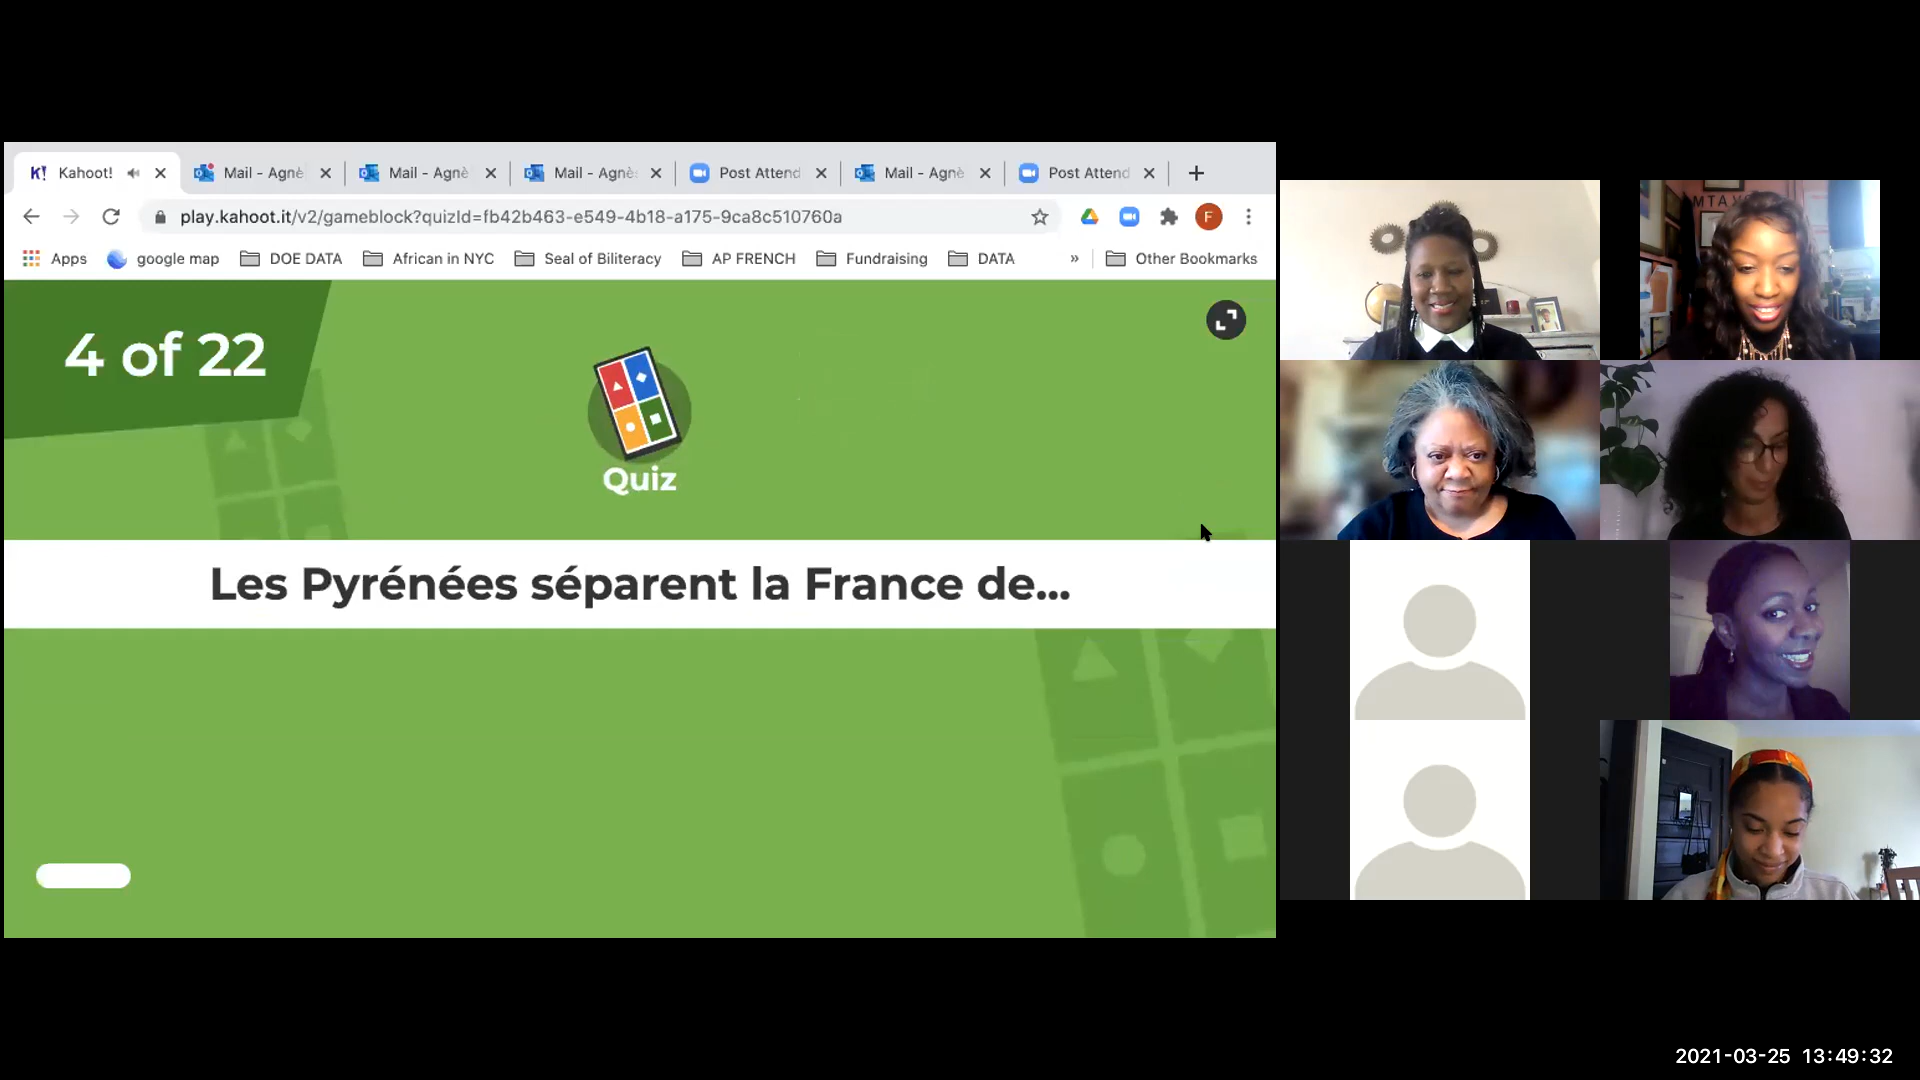 Kahoot!
Mail - Agnè
Mail - Agnè
Mail - Agnè
Post Attend
Mail - Agnè
Post Attend
play.kahoot.it/v2/gameblock?quizId=fb42b463-e549-4b18-a175-9ca8c510760a
F
Apps
google map
DOE DATA
African in NYC
Seal of Biliteracy
AP FRENCH
Fundraising
DATA
»
Other Bookmarks
4 of 22
Quiz
Les Pyrénées séparent la France de...
2021-03-25 13:49:32